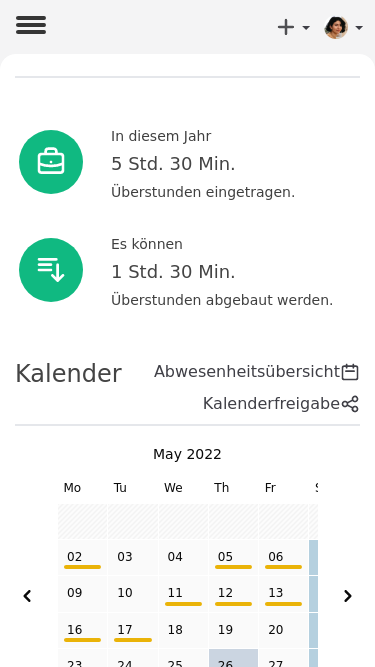 In diesem Jahr
5 Std. 30 Min.
Überstunden eingetragen.
Es können
1 Std. 30 Min.
Überstunden abgebaut werden.
Kalender
Abwesenheitsübersicht
Kalenderfreigabe
May 2022
Mo Tu We Th Fr
02 03 04 05 06
09 10 11 12 13
16 17 18 19 20
23 24 25 26 27